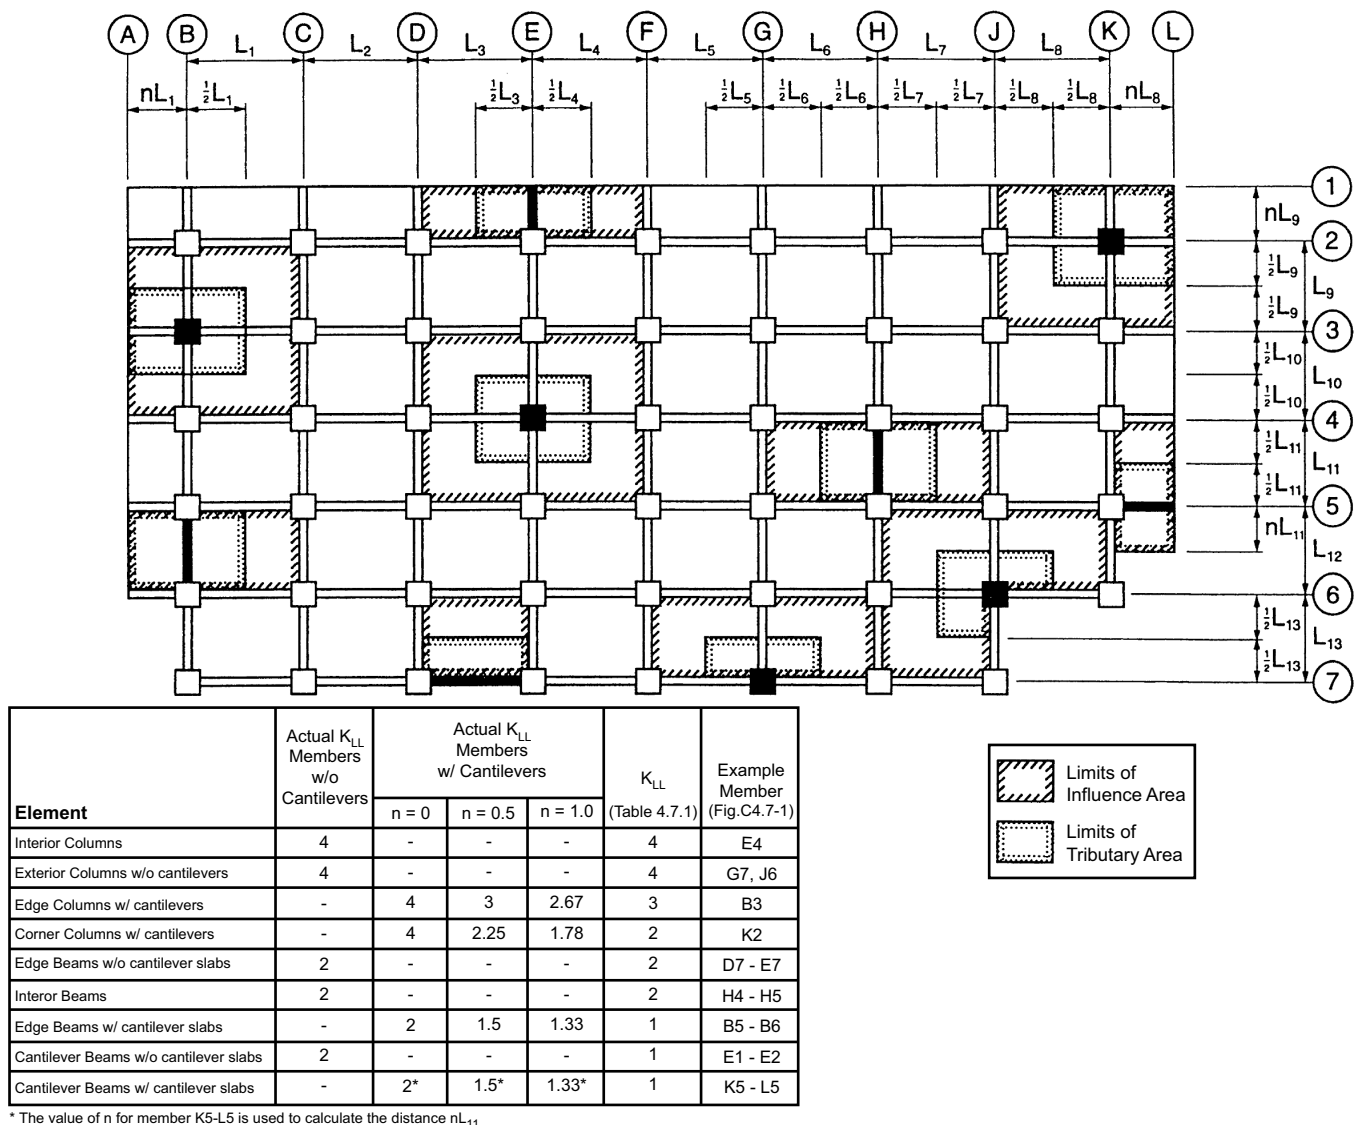 A B C D E F G H J K L
L1 L2 L3 L4 L5 L6 L7 L8
nL1 ½L1 ½L3 ½L4 ½L5 ½L6 ½L6 ½L7 ½L7 ½L8 ½L8 nL8
1
nL9
2
½L9
L9
½L9
3
½L10
L10
½L10
4
½L11
L11
½L11
5
nL11
L12
6
½L13
L13
½L13
7
Element
Actual KLL
Members
w/o
Cantilevers
Actual KLL
Members
w/ Cantilevers
n = 0 n = 0.5 n = 1.0
KLL
(Table 4.7.1)
Example
Member
(Fig.C4.7-1)
Interior Columns 4 - - - 4 E4
Exterior Columns w/o cantilevers 4 - - - 4 G7, J6
Edge Columns w/ cantilevers - 4 3 2.67 3 B3
Corner Columns w/ cantilevers - 4 2.25 1.78 2 K2
Edge Beams w/o cantilever slabs 2 - - - 2 D7 - E7
Interor Beams 2 - - - 2 H4 - H5
Edge Beams w/ cantilever slabs - 2 1.5 1.33 1 B5 - B6
Cantilever Beams w/o cantilever slabs 2 - - - 1 E1 - E2
Cantilever Beams w/ cantilever slabs - 2* 1.5* 1.33* 1 K5 - L5
* The value of n for member K5-L5 is used to calculate the distance nL11
Limits of
Influence Area
Limits of
Tributary Area